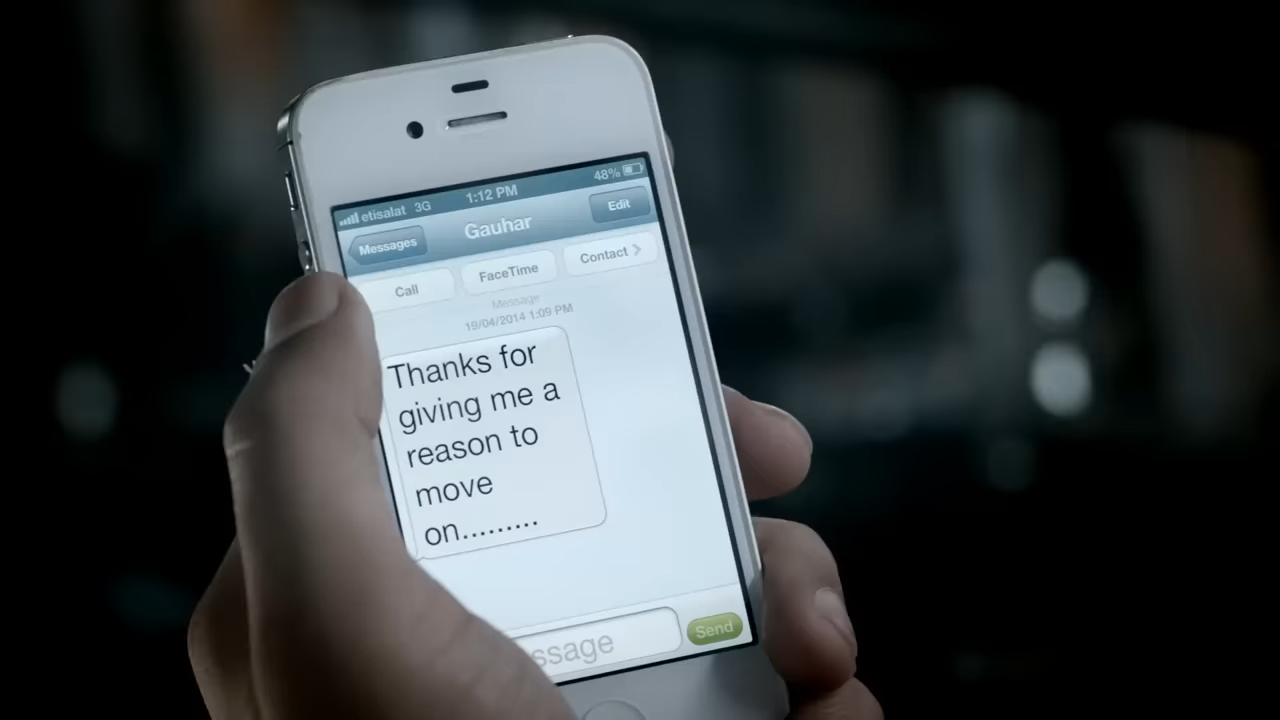 etisalat 3G 1:12 PM 48%
Messages Gauhar Edit
Call FaceTime Contact
Message
19/04/2014 1:09 PM
Thanks for
giving me a
reason to
move
on.........
ssage Send